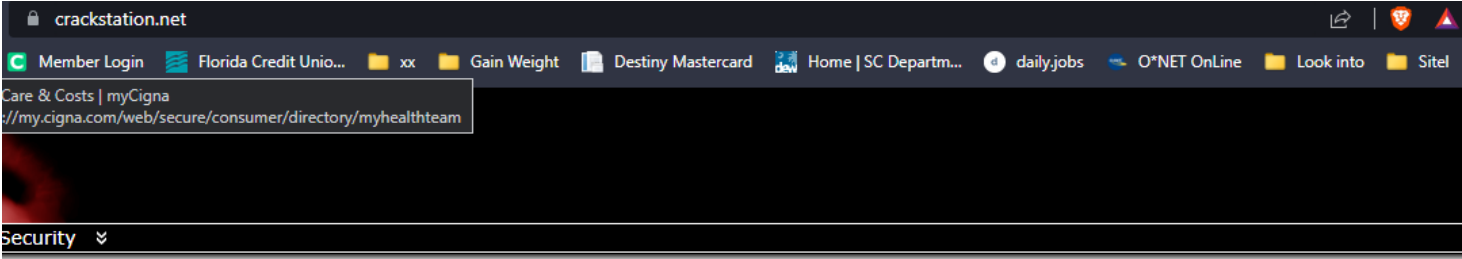 crackstation.net
Member Login Florida Credit Unio... xx Gain Weight Destiny Mastercard dew Home | SC Departm... d daily.jobs O*NET OnLine Look into Sitel
Care & Costs | myCigna
://my.cigna.com/web/secure/consumer/directory/myhealthteam
Security